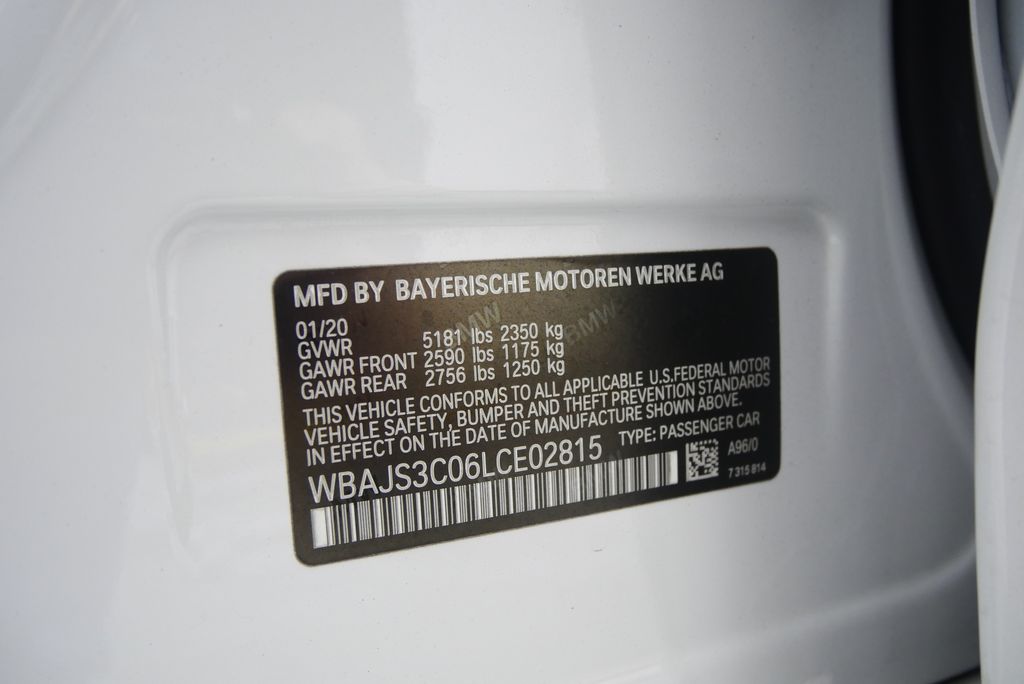 MFD BY BAYERISCHE MOTOREN WERKE AG
01/20
GVWR 5181 lbs 2350 kg
GAWR FRONT 2590 lbs 1175 kg
GAWR REAR 2756 lbs 1250 kg
THIS VEHICLE CONFORMS TO ALL APPLICABLE U.S.FEDERAL MOTOR
VEHICLE SAFETY, BUMPER AND THEFT PREVENTION STANDARDS
IN EFFECT ON THE DATE OF MANUFACTURE SHOWN ABOVE.
WBAJS3C06LCE02815 TYPE: PASSENGER CAR
A96/0
7 315 814
BMW
BMW